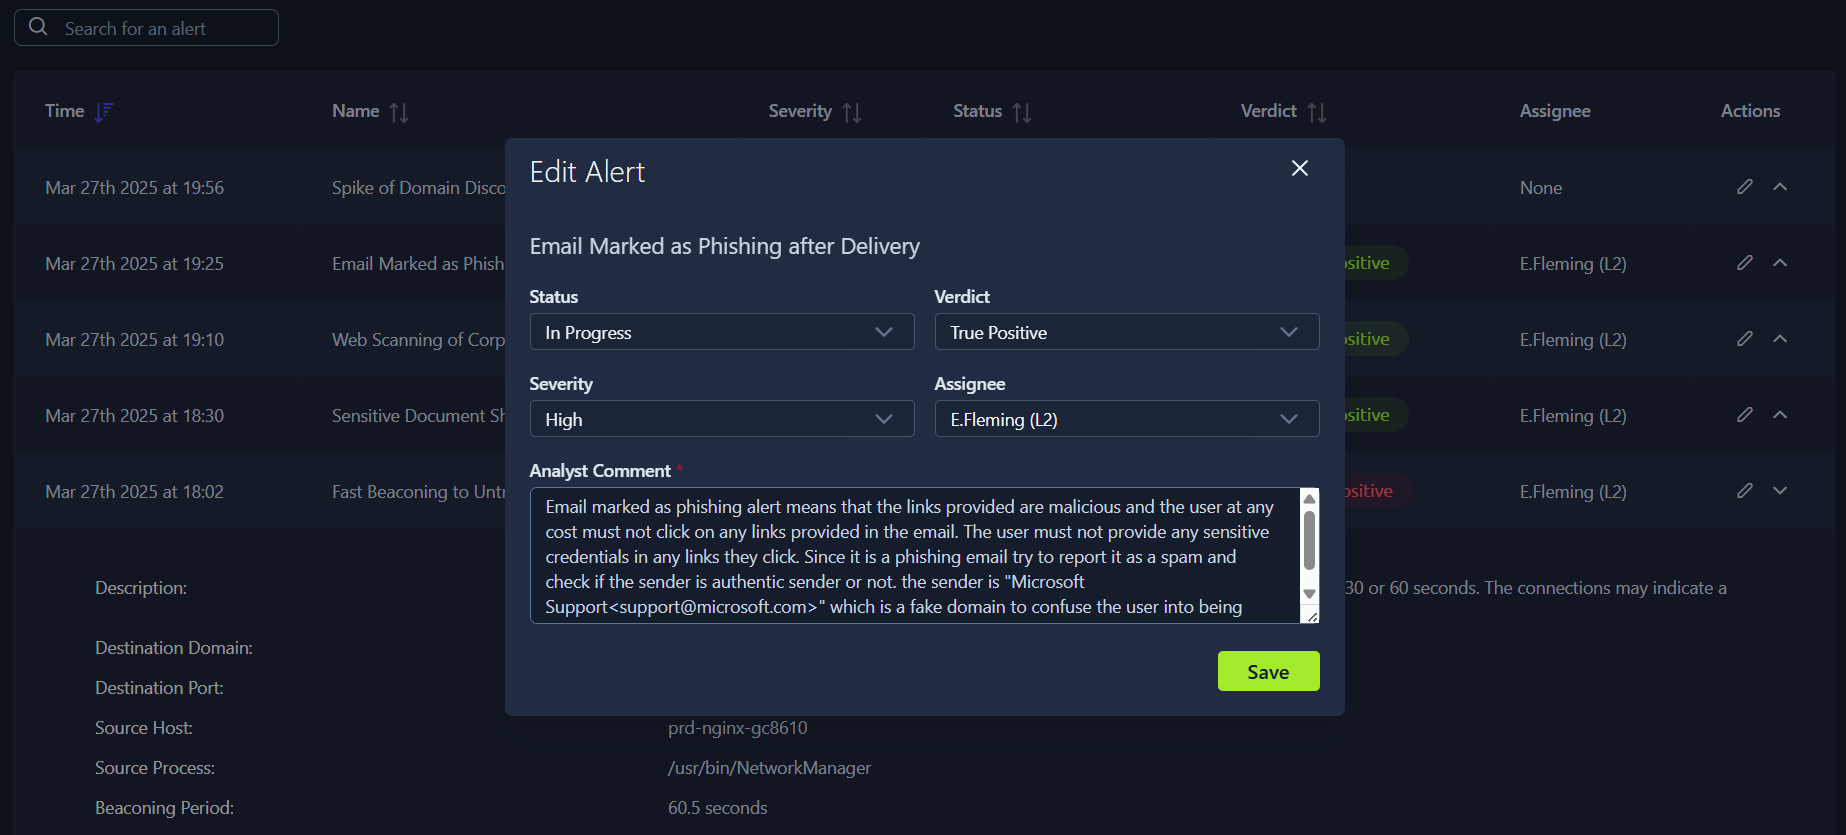 Search for an alert
Time Name Severity Status Verdict Assignee Actions
Mar 27th 2025 at 19:56 Spike of Domain None
Mar 27th 2025 at 19:25 Email Marked as E.Fleming (L2)
Mar 27th 2025 at 19:10 Web Scanning of E.Fleming (L2)
Mar 27th 2025 at 18:30 Sensitive Document E.Fleming (L2)
Mar 27th 2025 at 18:02 Fast Beaconing to E.Fleming (L2)
Edit Alert
Email Marked as Phishing after Delivery
Status Verdict
In Progress True Positive
Severity Assignee
High E.Fleming (L2)
Analyst Comment *
Email marked as phishing alert means that the links provided are malicious and the user at any
cost must not click on any links provided in the email. The user must not provide any sensitive
credentials in any links they click. Since it is a phishing email try to report it as a spam and
check if the sender is authentic sender or not. the sender is "Microsoft
Support<support@microsoft.com>" which is a fake domain to confuse the user into being
Save
Description: 30 or 60 seconds. The connections may indicate a
Destination Domain:
Destination Port:
Source Host: prd-nginx-gc8610
Source Process: /usr/bin/NetworkManager
Beaconing Period: 60.5 seconds